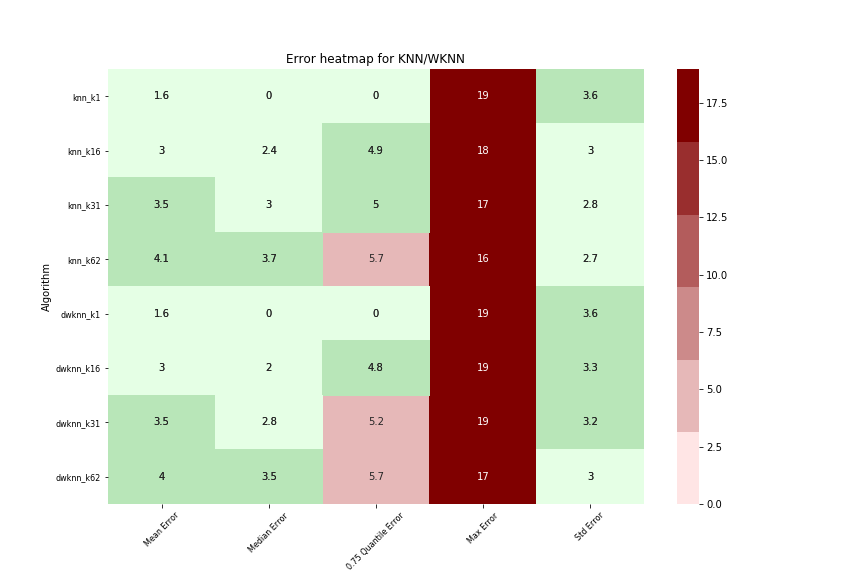 Error heatmap for KNN/WKNN
Algorithm
knn_k1 1.6 0 0 19 3.6
knn_k16 3 2.4 4.9 18 3
knn_k31 3.5 3 5 17 2.8
knn_k62 4.1 3.7 5.7 16 2.7
dwknn_k1 1.6 0 0 19 3.6
dwknn_k16 3 2 4.8 19 3.3
dwknn_k31 3.5 2.8 5.2 19 3.2
dwknn_k62 4 3.5 5.7 17 3
Mean Error Median Error 0.75 Quantile Error Max Error Std Error
17.5
15.0
12.5
10.0
7.5
5.0
2.5
0.0